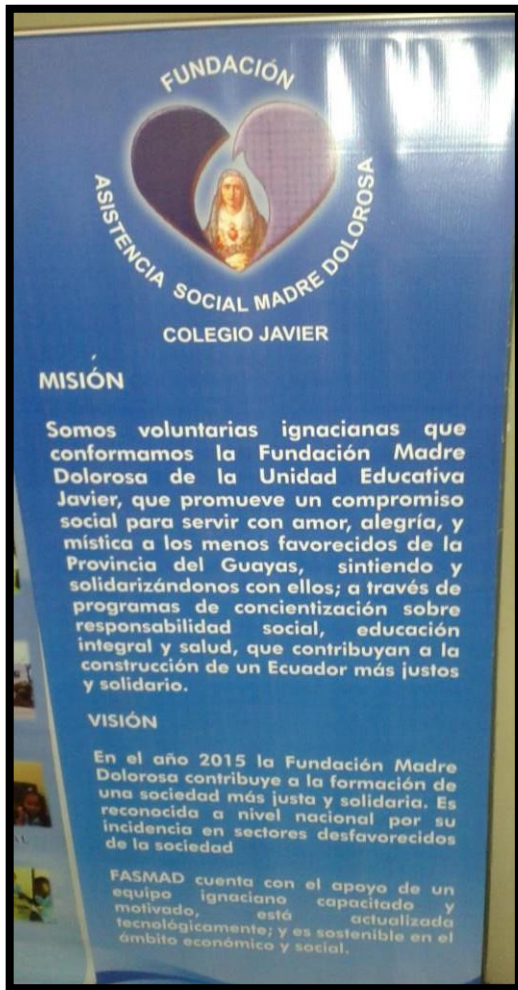 FUNDACIÓN
ASISTENCIA SOCIAL MADRE DOLOROSA
COLEGIO JAVIER
MISIÓN
Somos voluntarias ignacianas que
conformamos la Fundación Madre
Dolorosa de la Unidad Educativa
Javier, que promueve un compromiso
social para servir con amor, alegría, y
mística a los menos favorecidos de la
Provincia del Guayas, sintiendo y
solidarizándonos con ellos; a través de
programas de concientización sobre
responsabilidad social, educación
integral y salud, que contribuyan a la
construcción de un Ecuador más justos
y solidario.
VISIÓN
En el año 2015 la Fundación Madre
Dolorosa contribuye a la formación de
una sociedad más justa y solidaria. Es
reconocida a nivel nacional por su
incidencia en sectores desfavorecidos
de la sociedad
FASMAD cuenta con el apoyo de un
equipo ignaciano capacitado y
motivado, está actualizada
tecnológicamente; y es sostenible en el
ámbito económico y social.